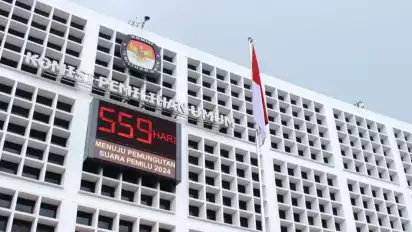 KOMISI PEMILIHAN UMUM
559 HARI
MENUJU PEMUNGUTAN
SUARA PEMILU 2024